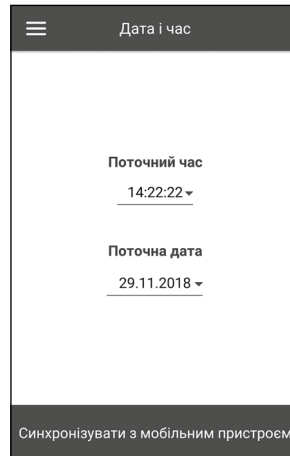 Дата і час
Поточний час
14:22:22
Поточна дата
29.11.2018
Синхронізувати з мобільним пристроєм